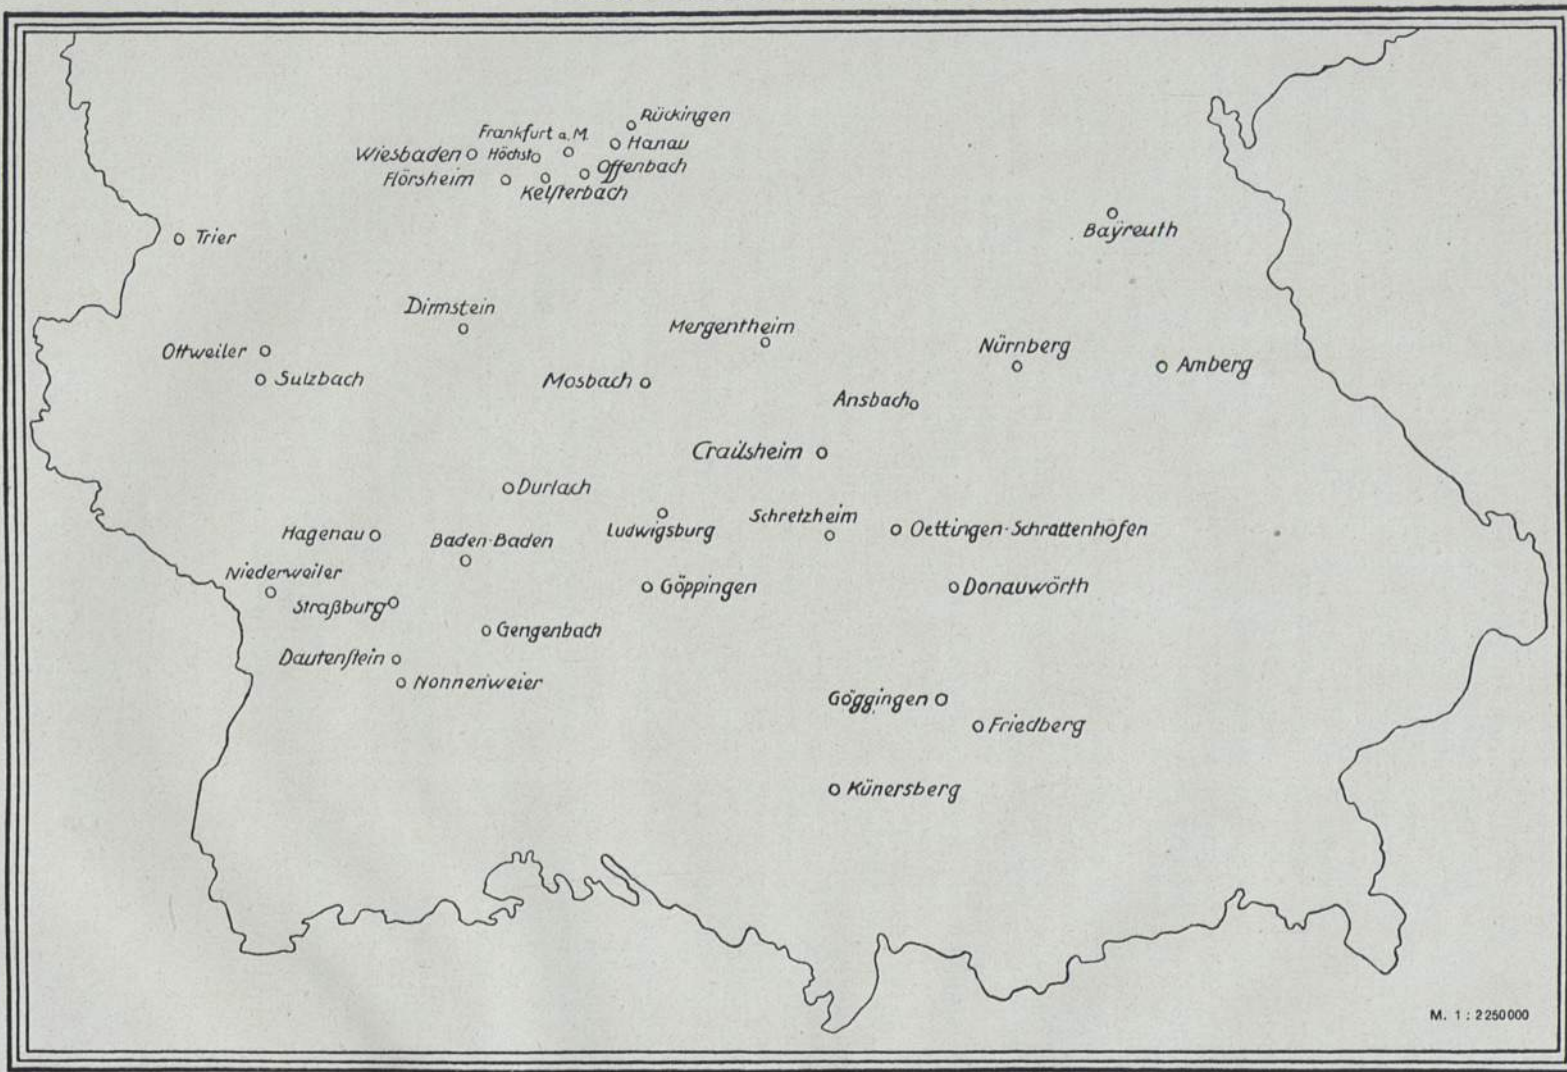 Rückingen
Frankfurt a. M.
Hanau
Wiesbaden
Höchst
Offenbach
Flörsheim
Kelsterbach
Trier
Bayreuth
Dirmstein
Mergentheim
Nürnberg
Ottweiler
Sulzbach
Mosbach
Amberg
Ansbach
Crailsheim
Durlach
Hagenau
Baden-Baden
Ludwigsburg
Schretzheim
Oettingen-Schrattenhofen
Niederweiler
Straßburg
Göppingen
Donauwörth
Gengenbach
Dautenstein
Nonnenweier
Göggingen
Friedberg
Künersberg
M. 1 : 2250000